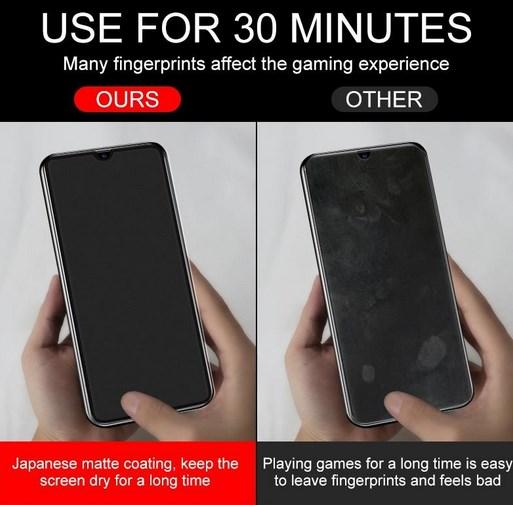 USE FOR 30 MINUTES
Many fingerprints affect the gaming experience
OURS
OTHER
Japanese matte coating, keep the
screen dry for a long time
Playing games for a long time is easy
to leave fingerprints and feels bad